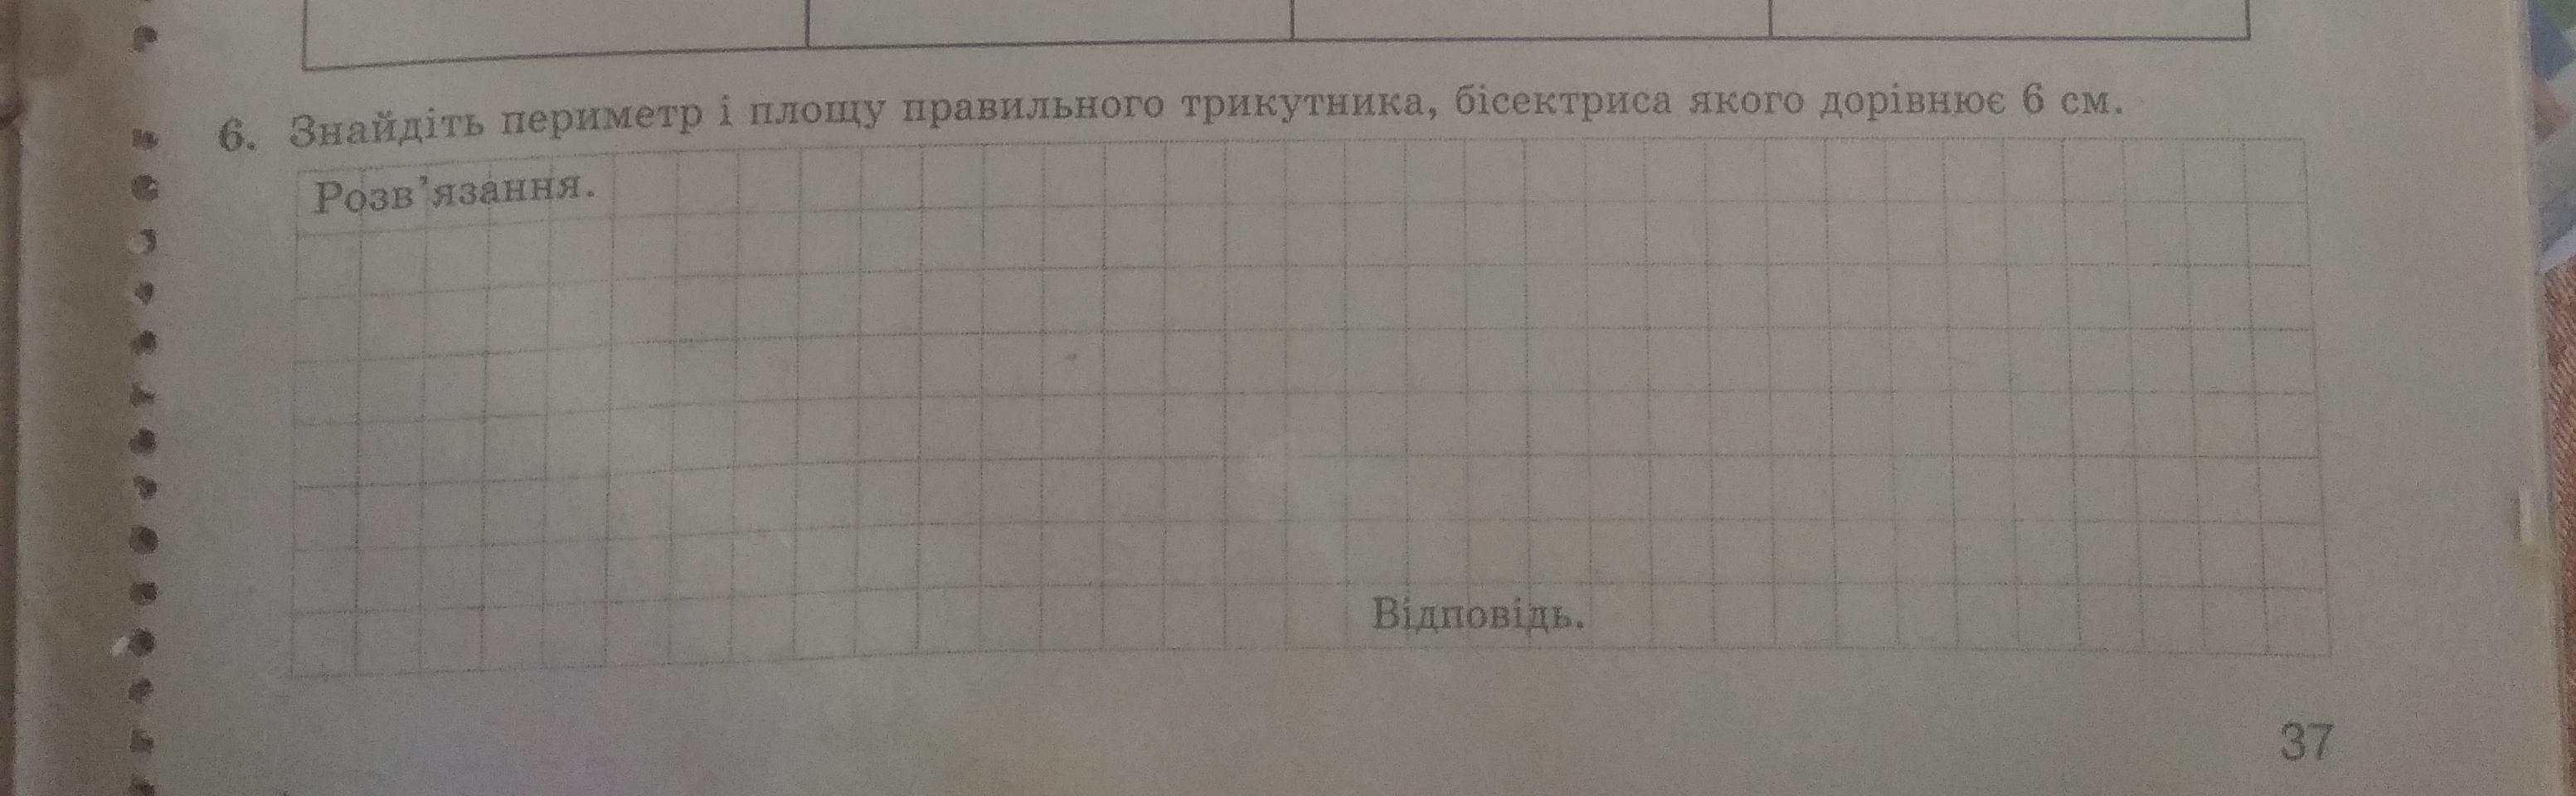 6. Знайдіть периметр і площу правильного трикутника, бісектриса якого дорівнює 6 см.
Розв’язання.
Відповідь.
37